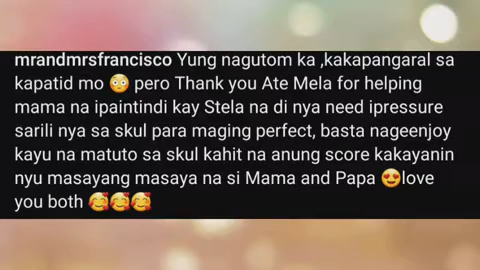 mrandmrsfrancisco Yung nagutom ka ,kakapangaral sa
kapatid mo 😳 pero Thank you Ate Mela for helping
mama na ipaintindi kay Stela na di nya need ipressure
sarili nya sa skul para maging perfect, basta nageenjoy
kayu na matuto sa skul kahit na anung score kakayanin
nyu masayang masaya na si Mama and Papa 😍love
you both 🥰🥰🥰